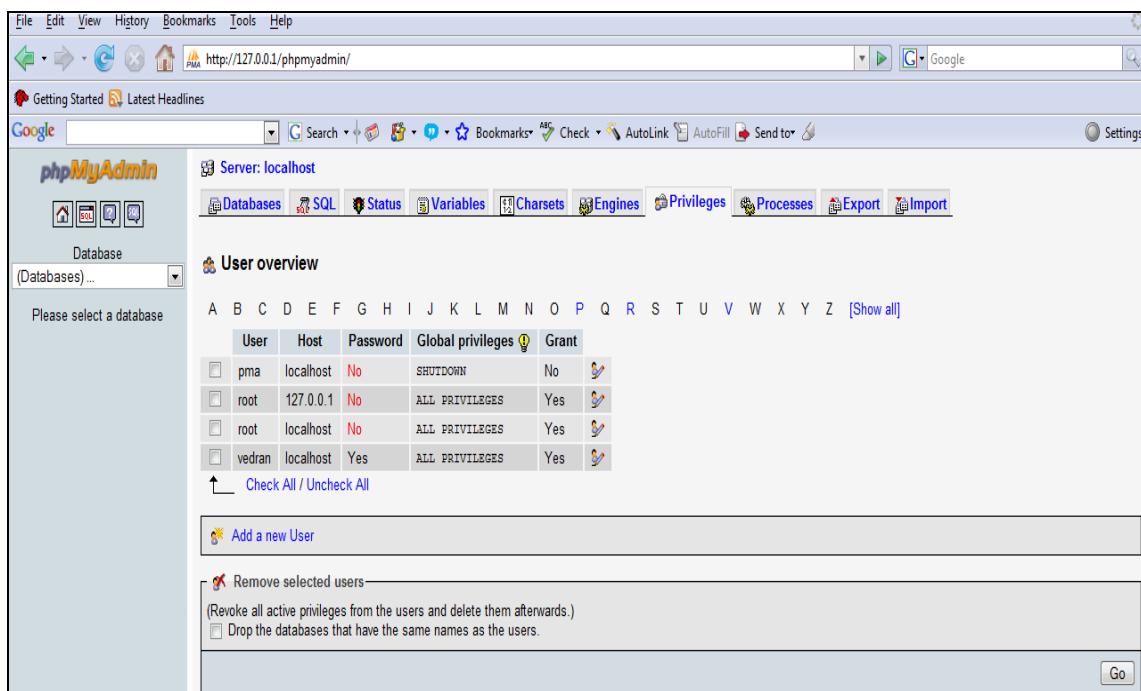 File Edit View History Bookmarks Tools Help
PMA http://127.0.0.1/phpmyadmin/ G Google
Getting Started Latest Headlines
Google G Search Bookmarks ABC Check AutoLink AutoFill Send to Settings
phpMyAdmin
SQL
Database
(Databases) ...
Please select a database
Server: localhost
Databases SQL Status Variables Charsets Engines Privileges Processes Export Import
User overview
A B C D E F G H I J K L M N O P Q R S T U V W X Y Z [Show all]
User Host Password Global privileges Grant
pma localhost No SHUTDOWN No
root 127.0.0.1 No ALL PRIVILEGES Yes
root localhost No ALL PRIVILEGES Yes
vedran localhost Yes ALL PRIVILEGES Yes
Check All / Uncheck All
Add a new User
Remove selected users
(Revoke all active privileges from the users and delete them afterwards.)
Drop the databases that have the same names as the users.
Go